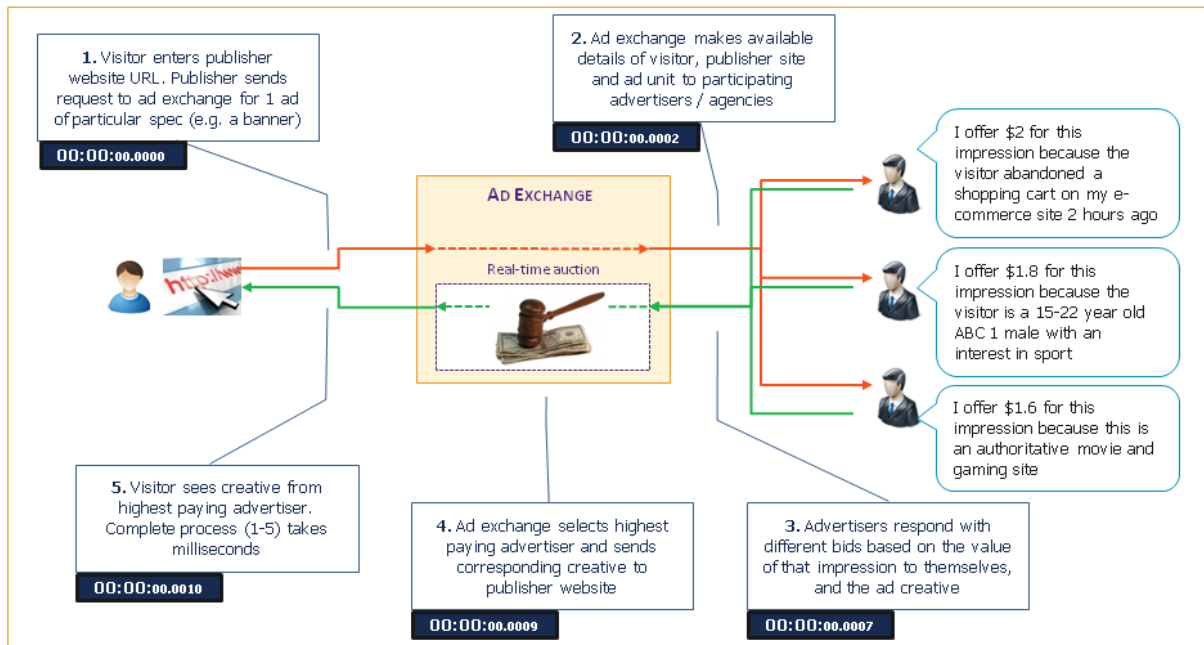 1. Visitor enters publisher
website URL. Publisher sends
request to ad exchange for 1 ad
of particular spec (e.g. a banner)
00:00:00.0000
2. Ad exchange makes available
details of visitor, publisher site
and ad unit to participating
advertisers / agencies
00:00:00.0002
I offer $2 for this
impression because the
visitor abandoned a
shopping cart on my e-
commerce site 2 hours ago
AD EXCHANGE
Real-time auction
http://www
I offer $1.8 for this
impression because the
visitor is a 15-22 year old
ABC 1 male with an
interest in sport
I offer $1.6 for this
impression because this is
an authoritative movie and
gaming site
5. Visitor sees creative from
highest paying advertiser.
Complete process (1-5) takes
milliseconds
00:00:00.0010
4. Ad exchange selects highest
paying advertiser and sends
corresponding creative to
publisher website
00:00:00.0009
3. Advertisers respond with
different bids based on the value
of that impression to themselves,
and the ad creative
00:00:00.0007